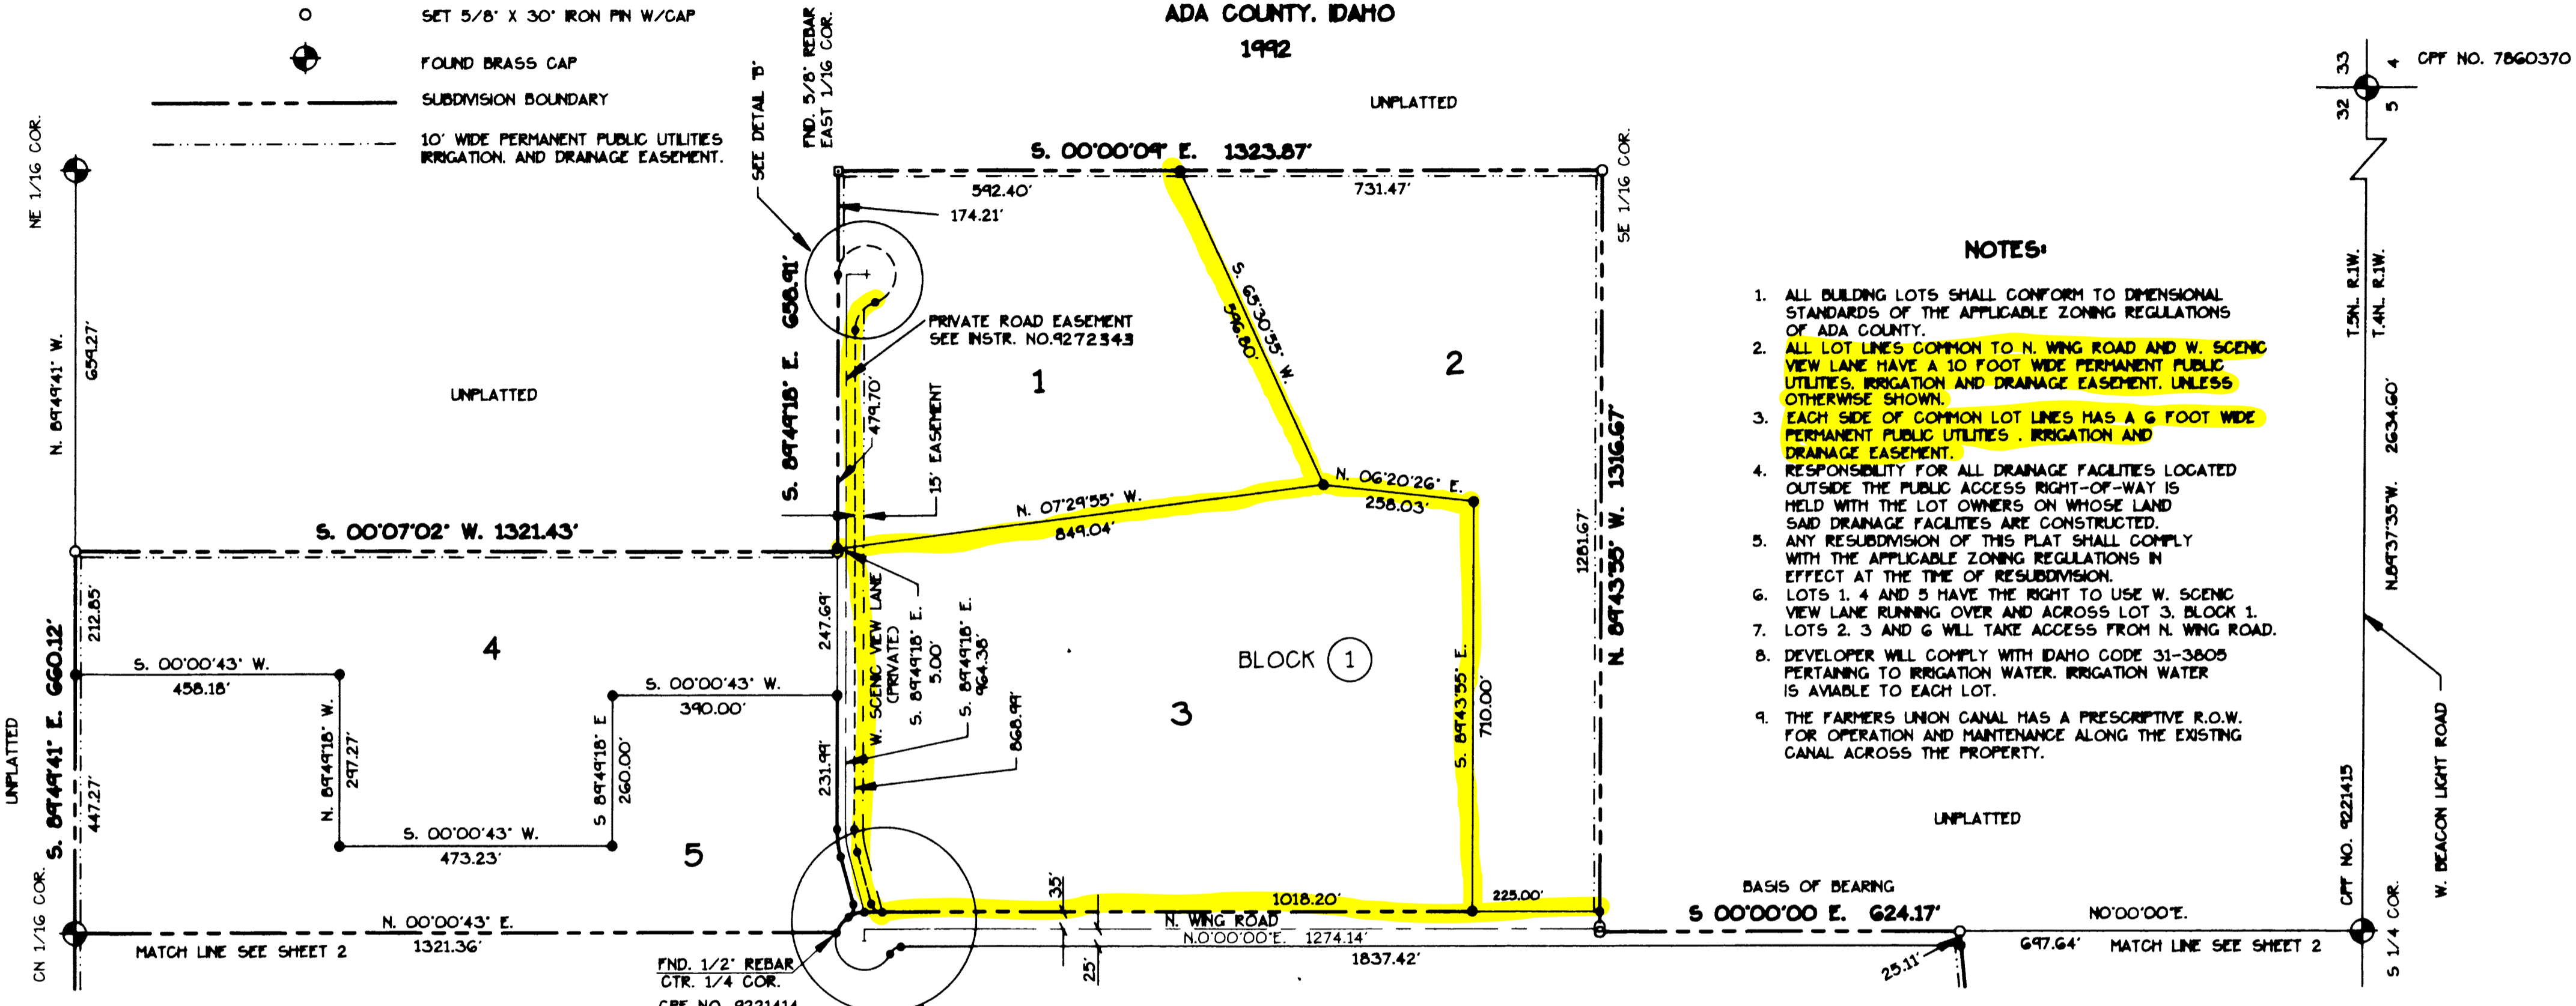 SET 5/8" X 30" IRON PIN W/CAP
FOUND BRASS CAP
SUBDIVISION BOUNDARY
10' WIDE PERMANENT PUBLIC UTILITIES
IRRIGATION, AND DRAINAGE EASEMENT.
ADA COUNTY, IDAHO
1992
UNPLATTED
SEE DETAIL "B"
FND. 5/8" REBAR
EAST 1/16 COR.
NE 1/16 COR.
N. 89°49'41" W.
659.27'
UNPLATTED
S. 00°00'09" E. 1323.87'
592.40'
731.47'
174.21'
SE 1/16 COR.
S. 89°49'18" E. 658.91'
PRIVATE ROAD EASEMENT
SEE INSTR. NO.9272343
479.70'
15' EASEMENT
1
2
S. 65°30'55" W.
596.80'
N. 07°29'55" W.
849.04'
N. 06°20'26" E.
258.03'
S. 00°07'02" W. 1321.43'
212.85'
S. 89°49'41" E. 660.12'
447.27'
UNPLATTED
CN 1/16 COR.
4
S. 00°00'43" W.
458.18'
N. 89°49'18" W.
297.27'
S. 00°00'43" W.
473.23'
S 89°49'18" E
260.00'
S. 00°00'43" W.
390.00'
5
247.69'
231.99'
W. SCENIC VIEW LANE
(PRIVATE)
S. 89°49'18" E.
5.00'
S. 89°49'18" E.
964.38'
868.99'
BLOCK 1
3
S. 89°43'55" E.
710.00'
1281.67'
N. 89°43'55" W. 1316.67'
N. 00°00'43" E.
1321.36'
MATCH LINE SEE SHEET 2
FND. 1/2" REBAR
CTR. 1/4 COR.
CPF NO. 9221414
35'
25'
1018.20'
225.00'
N. WING ROAD
N.0°00'00"E. 1274.14'
1837.42'
BASIS OF BEARING
S 00°00'00 E. 624.17'
25.11'
N0°00'00"E.
697.64' MATCH LINE SEE SHEET 2
UNPLATTED
NOTES:
1. ALL BUILDING LOTS SHALL CONFORM TO DIMENSIONAL
STANDARDS OF THE APPLICABLE ZONING REGULATIONS
OF ADA COUNTY.
2. ALL LOT LINES COMMON TO N. WING ROAD AND W. SCENIC
VIEW LANE HAVE A 10 FOOT WIDE PERMANENT PUBLIC
UTILITIES, IRRIGATION AND DRAINAGE EASEMENT, UNLESS
OTHERWISE SHOWN.
3. EACH SIDE OF COMMON LOT LINES HAS A 6 FOOT WIDE
PERMANENT PUBLIC UTILITIES , IRRIGATION AND
DRAINAGE EASEMENT.
4. RESPONSIBILITY FOR ALL DRAINAGE FACILITIES LOCATED
OUTSIDE THE PUBLIC ACCESS RIGHT-OF-WAY IS
HELD WITH THE LOT OWNERS ON WHOSE LAND
SAID DRAINAGE FACILITIES ARE CONSTRUCTED.
5. ANY RESUBDIVISION OF THIS PLAT SHALL COMPLY
WITH THE APPLICABLE ZONING REGULATIONS IN
EFFECT AT THE TIME OF RESUBDIVISION.
6. LOTS 1, 4 AND 5 HAVE THE RIGHT TO USE W. SCENIC
VIEW LANE RUNNING OVER AND ACROSS LOT 3, BLOCK 1.
7. LOTS 2, 3 AND 6 WILL TAKE ACCESS FROM N. WING ROAD.
8. DEVELOPER WILL COMPLY WITH IDAHO CODE 31-3805
PERTAINING TO IRRIGATION WATER. IRRIGATION WATER
IS AVIABLE TO EACH LOT.
9. THE FARMERS UNION CANAL HAS A PRESCRIPTIVE R.O.W.
FOR OPERATION AND MAINTENANCE ALONG THE EXISTING
CANAL ACROSS THE PROPERTY.
33
4
32
5
CPF NO. 7860370
T.5N., R.1W.
T.4N., R.1W.
N.89°37'35"W. 2634.60'
W. BEACON LIGHT ROAD
CPF NO. 9221415
S 1/4 COR.